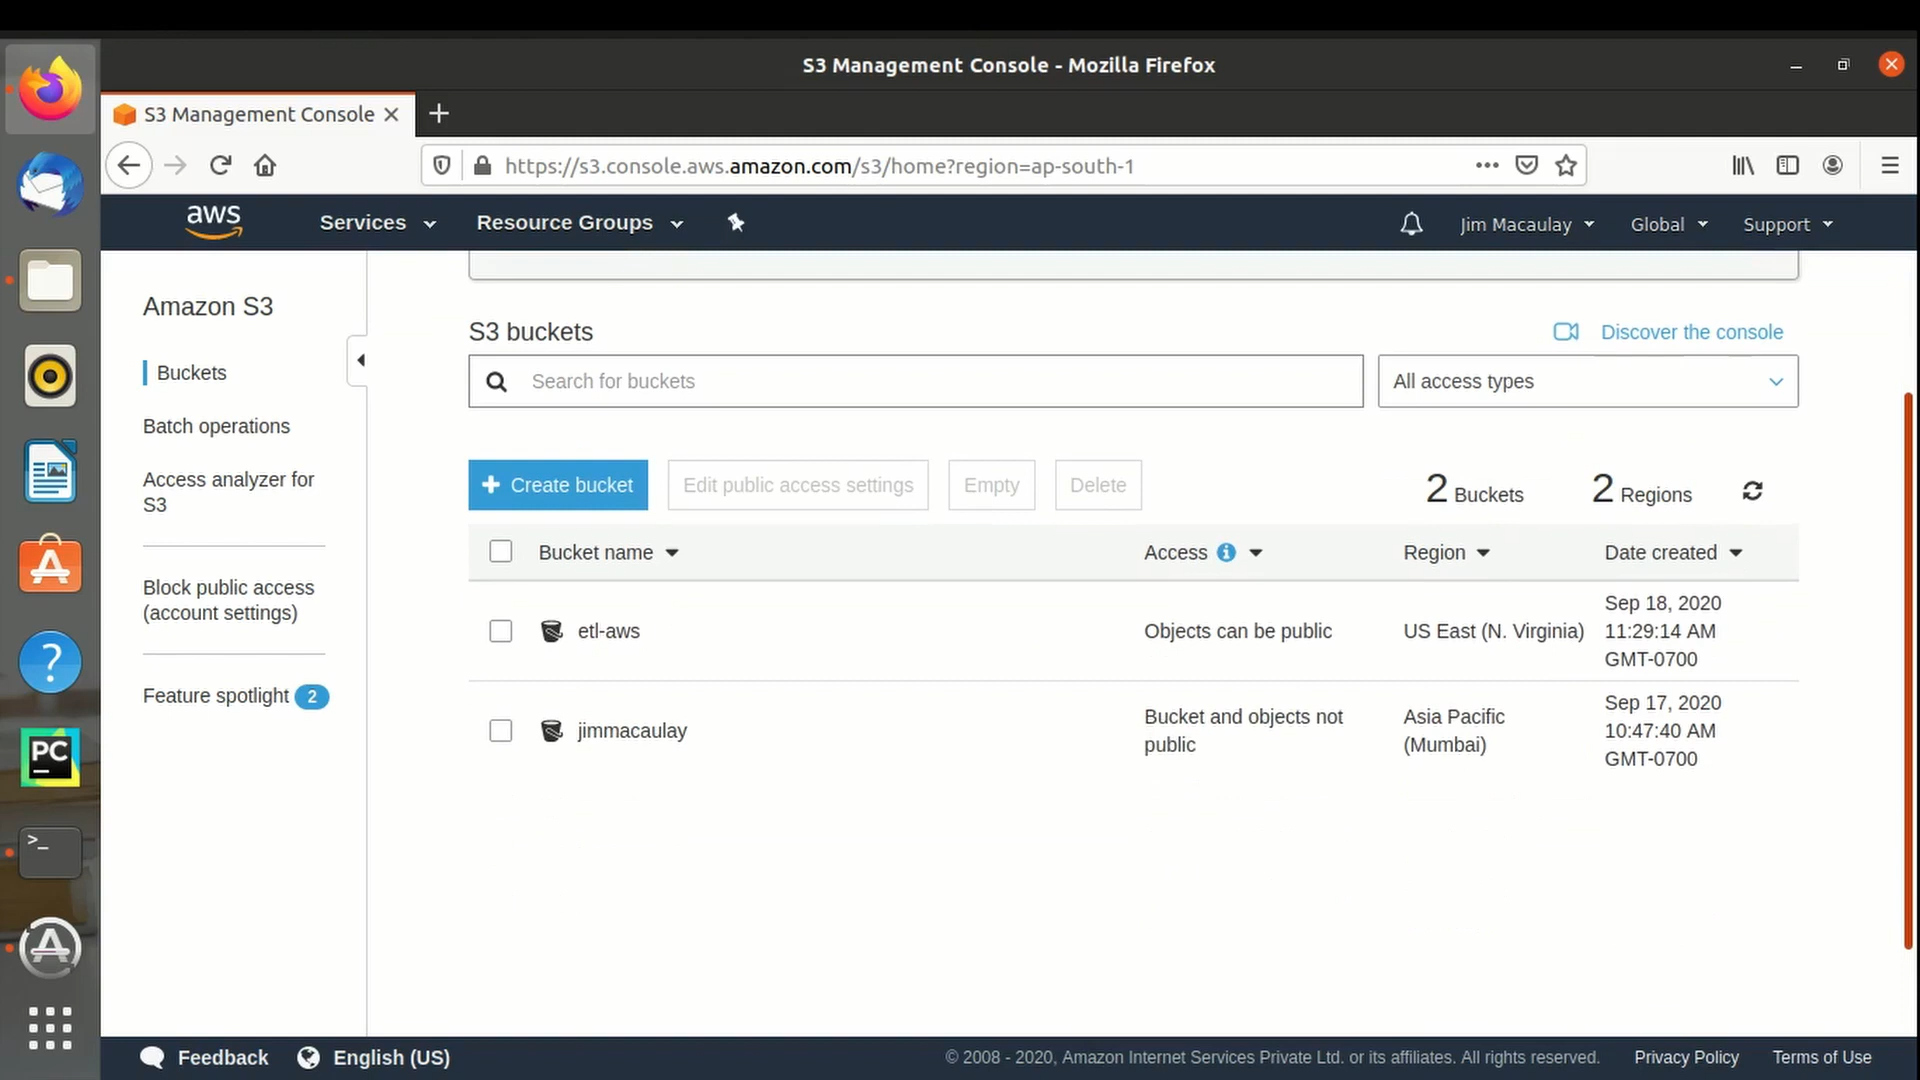 S3 Management Console - Mozilla Firefox
S3 Management Console
https://s3.console.aws.amazon.com/s3/home?region=ap-south-1
aws
Services
Resource Groups
Jim Macaulay
Global
Support
Amazon S3
Buckets
Batch operations
Access analyzer for
S3
Block public access
(account settings)
Feature spotlight 2
S3 buckets
Discover the console
Search for buckets
All access types
Create bucket
Edit public access settings
Empty
Delete
2 Buckets
2 Regions
Bucket name
Access
Region
Date created
etl-aws
Objects can be public
US East (N. Virginia)
Sep 18, 2020
11:29:14 AM
GMT-0700
jimmacaulay
Bucket and objects not
public
Asia Pacific
(Mumbai)
Sep 17, 2020
10:47:40 AM
GMT-0700
PC
Feedback
English (US)
© 2008 - 2020, Amazon Internet Services Private Ltd. or its affiliates. All rights reserved.
Privacy Policy
Terms of Use